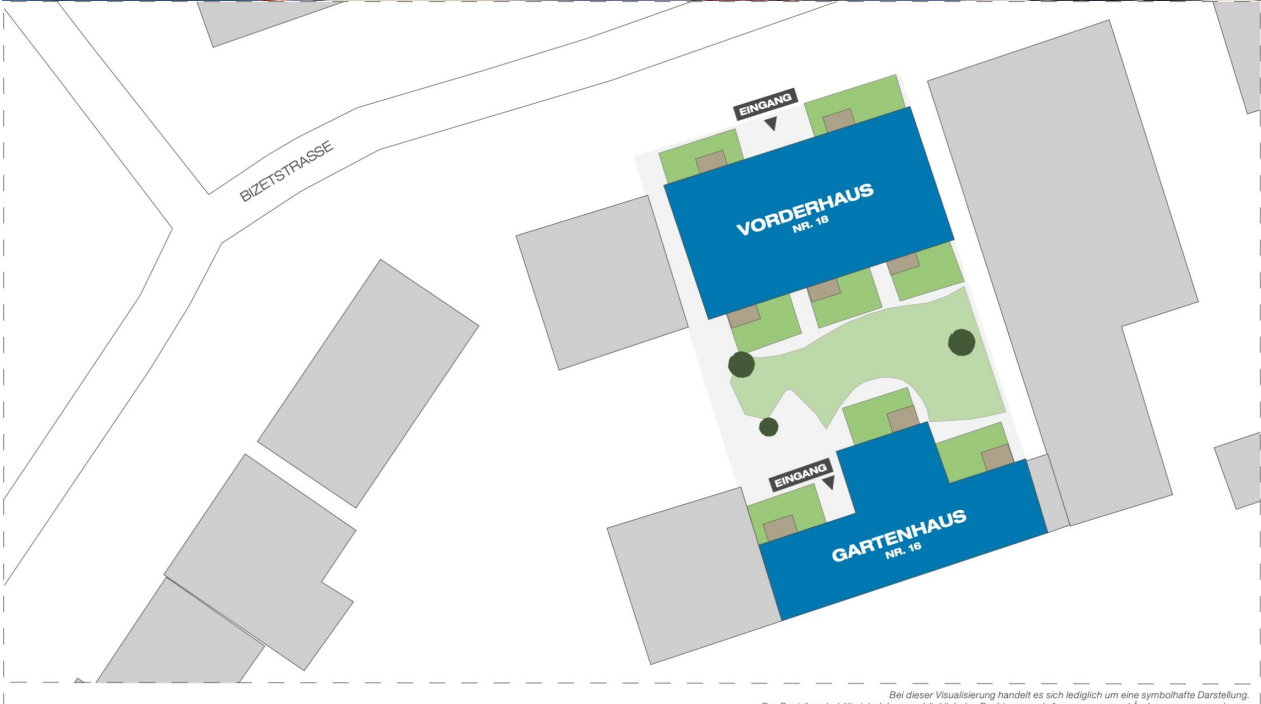 EINGANG
BIZETSTRASSE
VORDERHAUS
NR. 18
EINGANG
GARTENHAUS
NR. 16
Bei dieser Visualisierung handelt es sich lediglich um eine symbolhafte Darstellung.